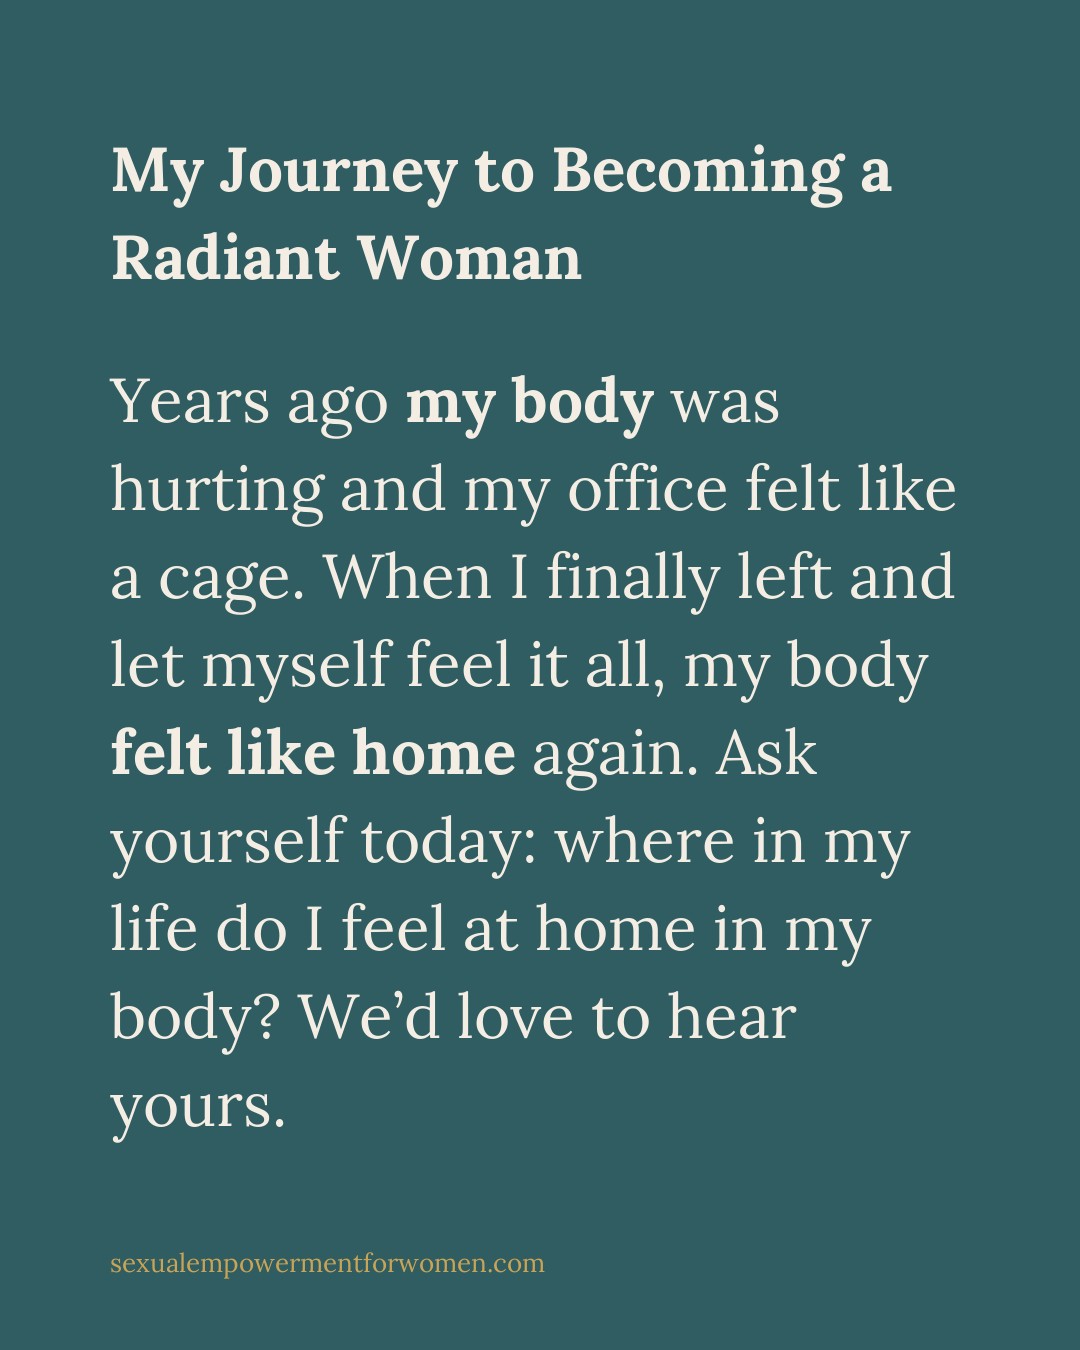 My Journey to Becoming a
Radiant Woman
Years ago my body was
hurting and my office felt like
a cage. When I finally left and
let myself feel it all, my body
felt like home again. Ask
yourself today: where in my
life do I feel at home in my
body? We’d love to hear
yours.
sexualempowermentforwomen.com